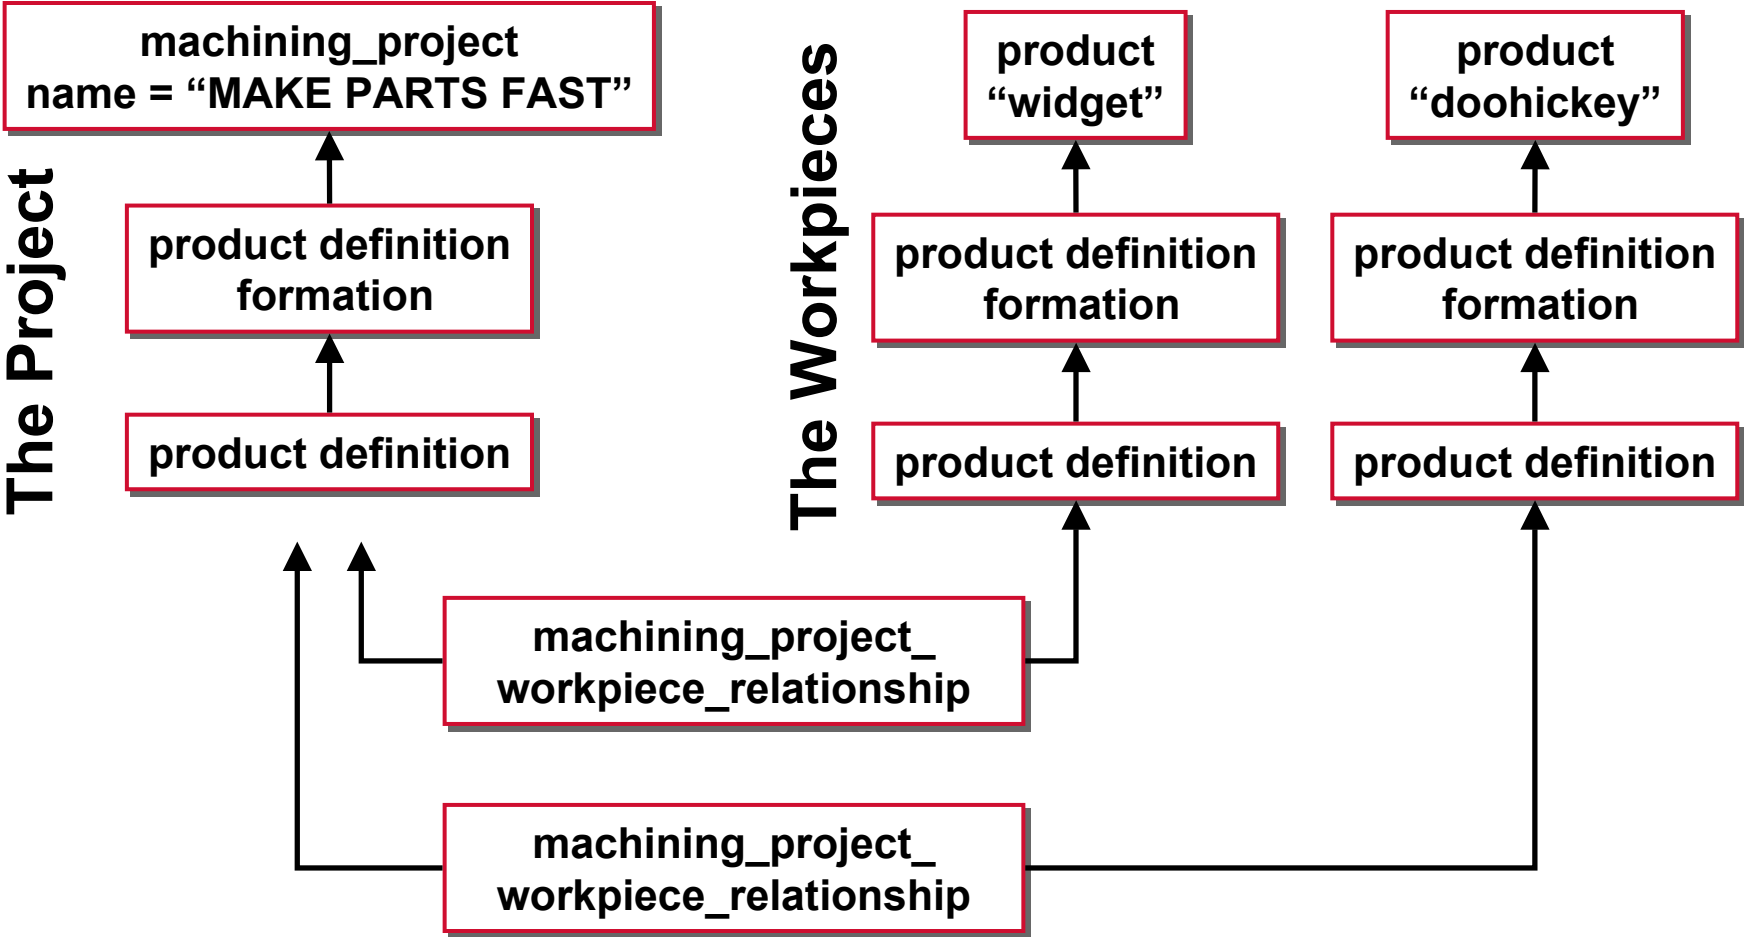 machining_project
name = “MAKE PARTS FAST”
The Project
product definition
formation
product definition
The Workpieces
product
“widget”
product definition
formation
product definition
product
“doohickey”
product definition
formation
product definition
machining_project_
workpiece_relationship
machining_project_
workpiece_relationship